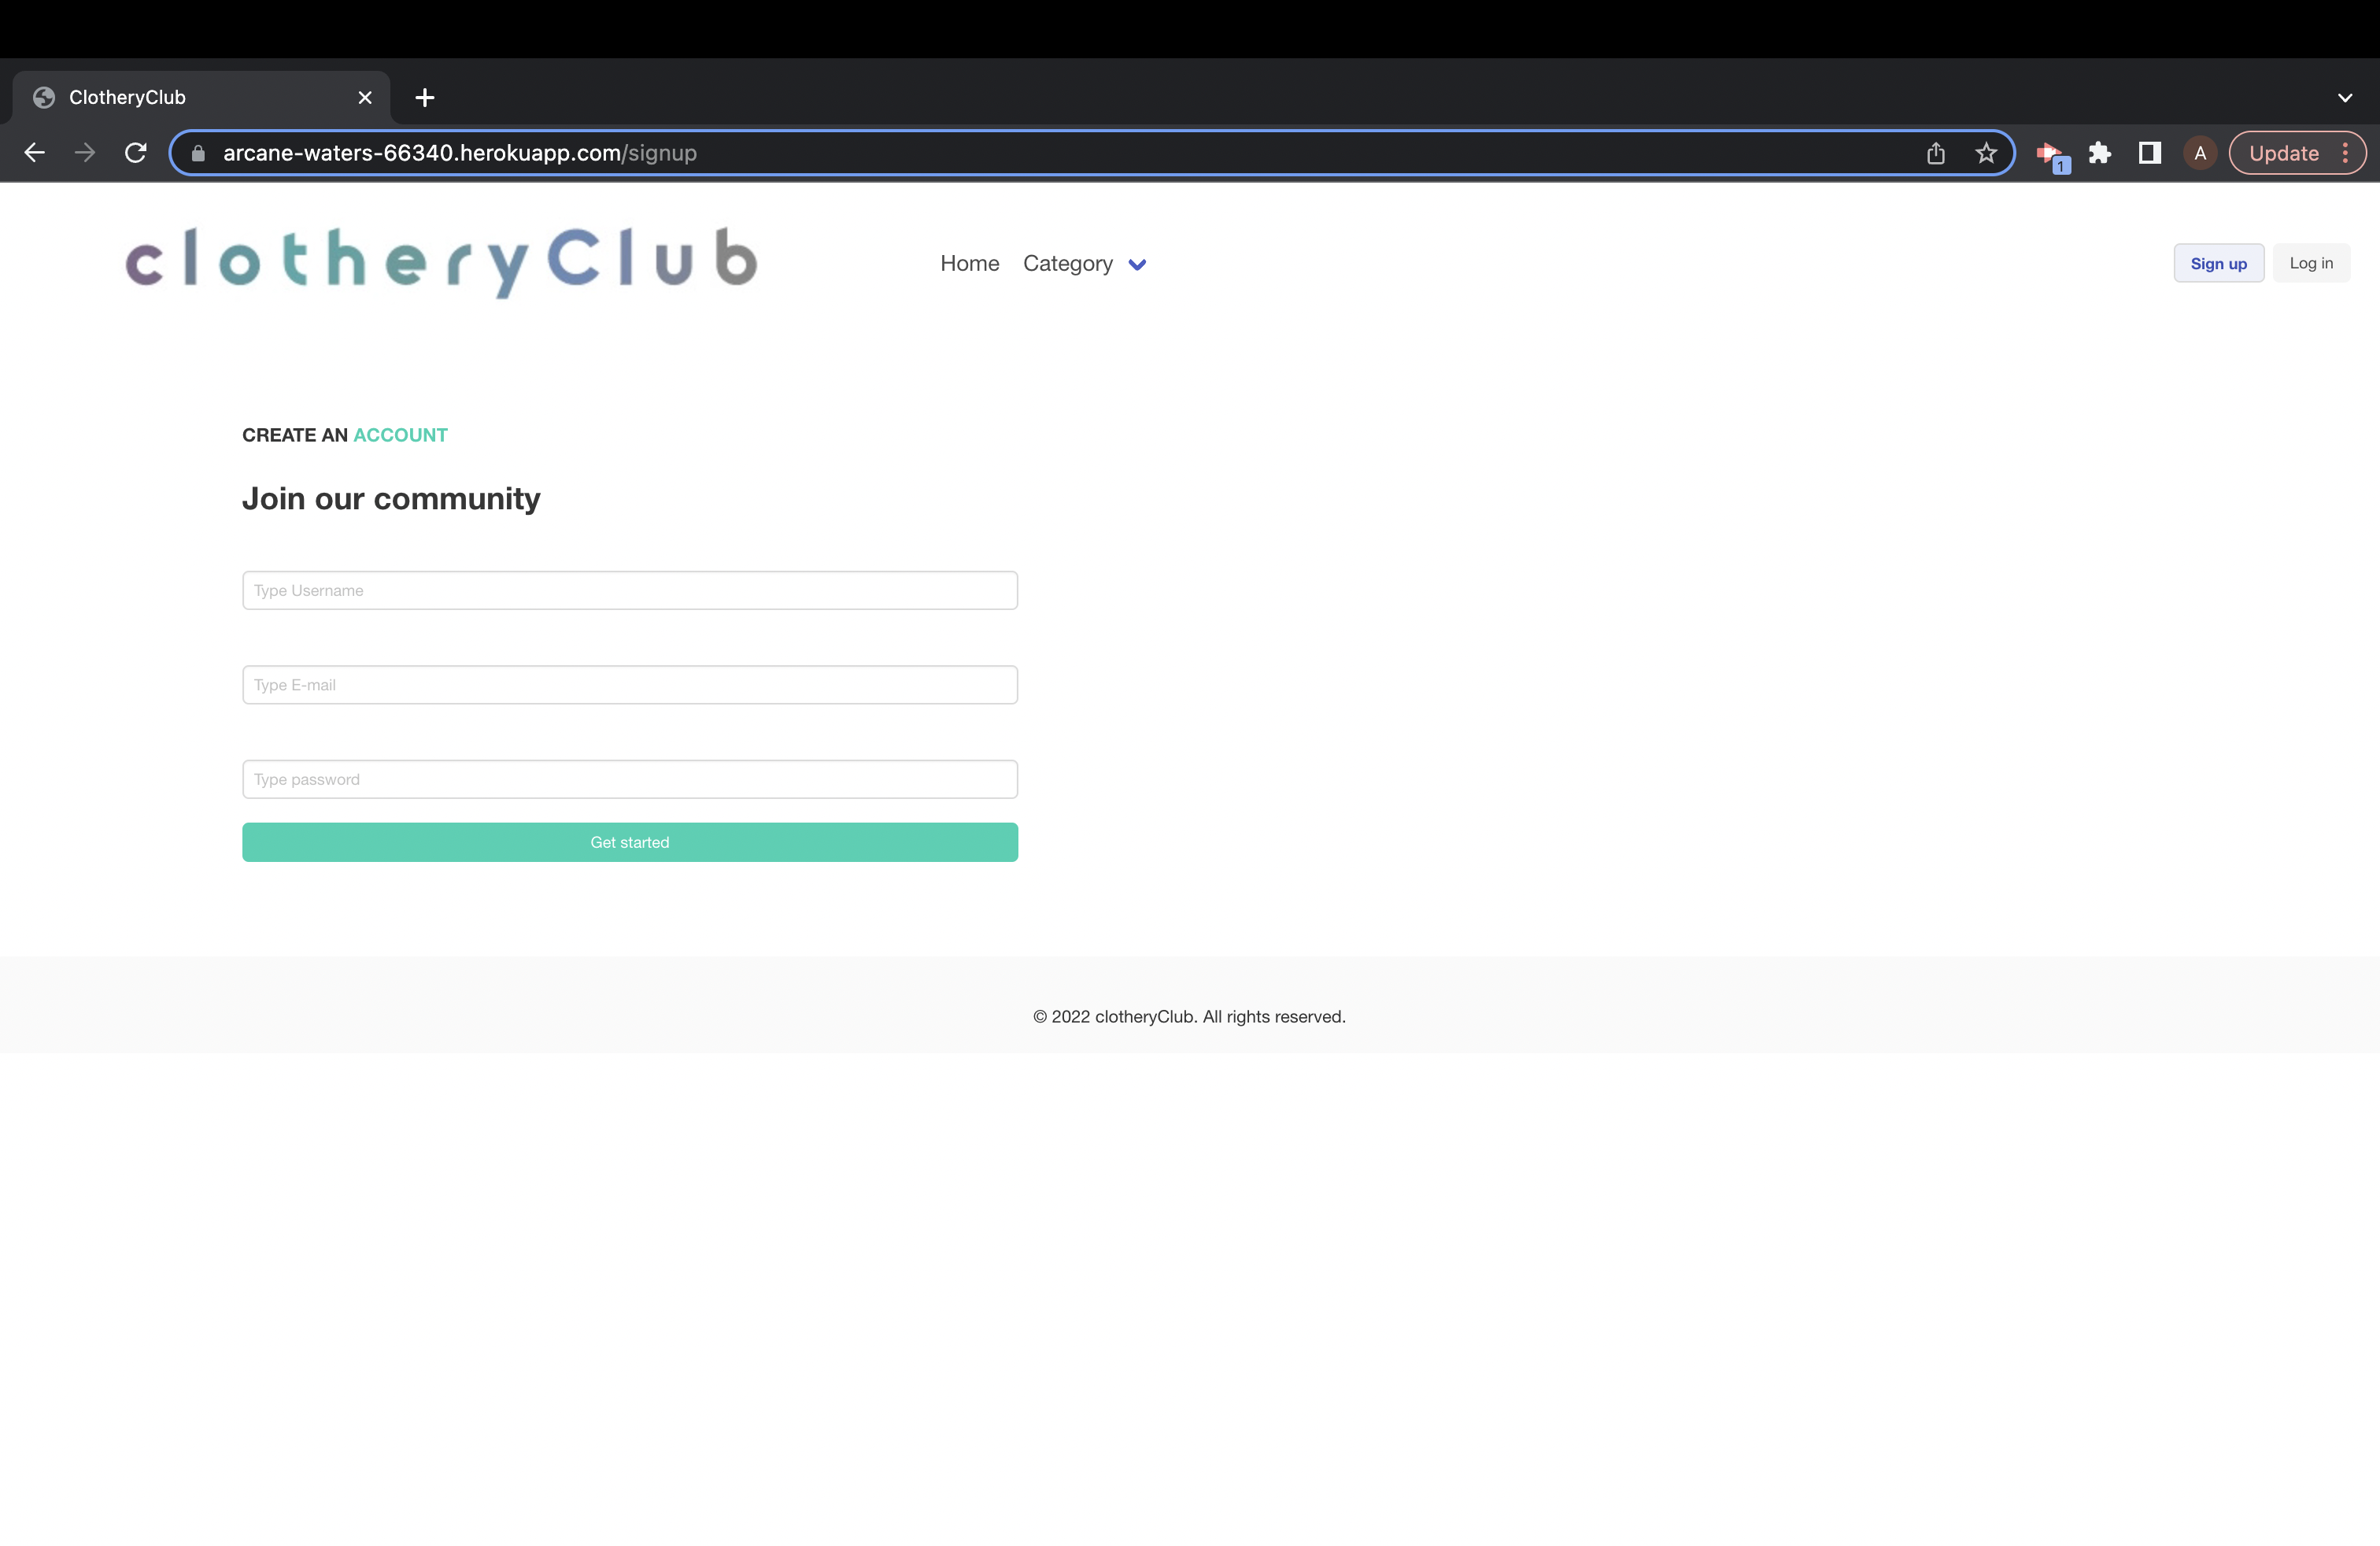 ClotheryClub
arcane-waters-66340.herokuapp.com/signup
1
A
Update
clotheryClub
Home Category
Sign up Log in
CREATE AN ACCOUNT
Join our community
Type Username
Type E-mail
Type password
Get started
© 2022 clotheryClub. All rights reserved.